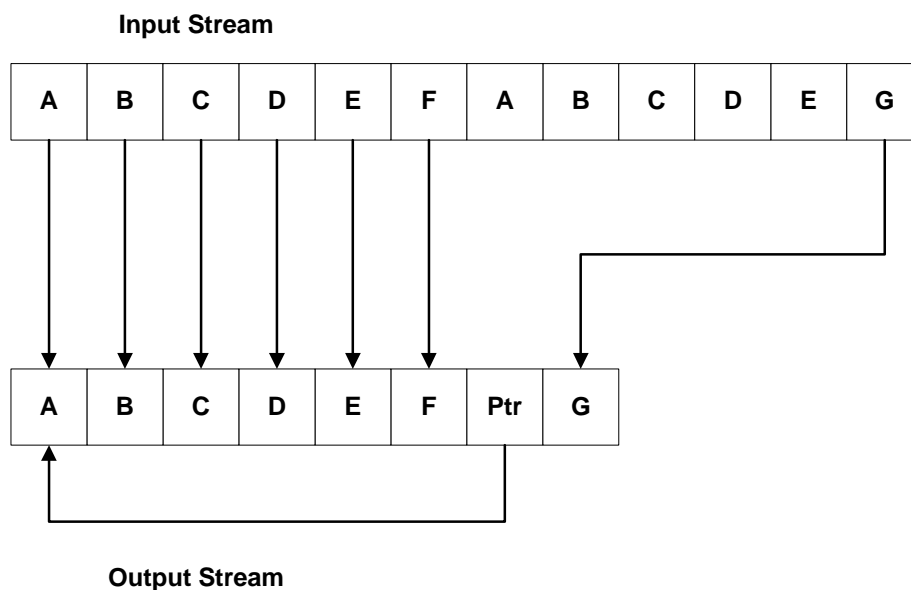 Input Stream
A B C D E F A B C D E G
A B C D E F Ptr G
Output Stream